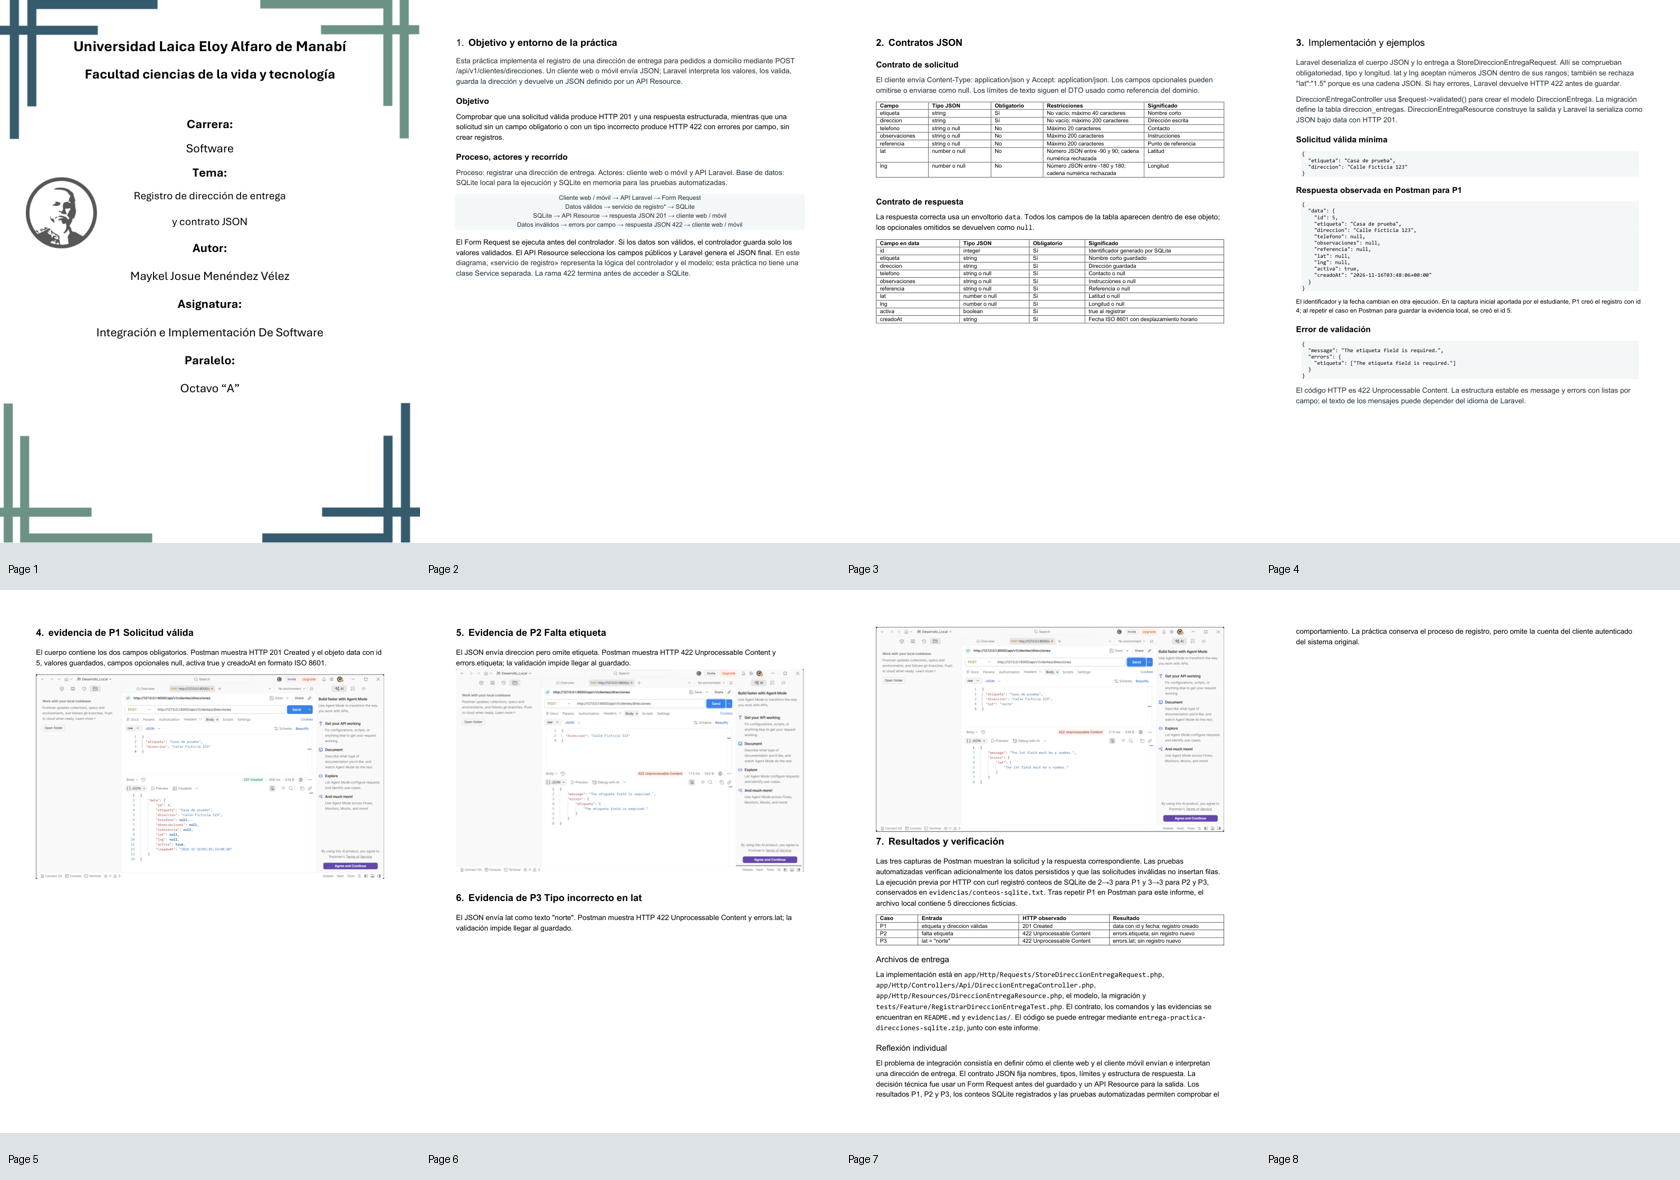 Universidad Laica Eloy Alfaro de Manabí
Facultad ciencias de la vida y tecnología
Carrera:
Software
Tema:
Registro de dirección de entrega
y contrato JSON
Autor:
Maykel Josue Menéndez Vélez
Asignatura:
Integración e Implementación De Software
Paralelo:
Octavo “A”
Page 1
1. Objetivo y entorno de la práctica
Esta práctica implementa el registro de una dirección de entrega para pedidos a domicilio mediante POST
/api/v1/clientes/direcciones. Un cliente web o móvil envía JSON; Laravel interpreta los valores, los valida,
guarda la dirección y devuelve un JSON definido por un API Resource.
Objetivo
Comprobar que una solicitud válida produce HTTP 201 y una respuesta estructurada, mientras que una
solicitud sin un campo obligatorio o con un tipo incorrecto produce HTTP 422 con errores por campo, sin
crear registros.
Proceso, actores y recorrido
Proceso: registrar una dirección de entrega. Actores: cliente web o móvil y API Laravel. Base de datos:
SQLite local para la ejecución y SQLite en memoria para las pruebas automatizadas.
Cliente web / móvil → API Laravel → Form Request
Datos válidos → servicio de registro* → SQLite
SQLite → API Resource → respuesta JSON 201 → cliente web / móvil
Datos inválidos → errores por campo → respuesta JSON 422 → cliente web / móvil
El Form Request se ejecuta antes del controlador. Si los datos son válidos, el controlador guarda solo los
valores validados. El API Resource selecciona los campos públicos y Laravel genera el JSON final. En este
diagrama, «servicio de registro» representa la lógica del controlador y el modelo; esta práctica no tiene una
clase Service separada. La rama 422 termina antes de acceder a SQLite.
Page 2
2. Contratos JSON
Contrato de solicitud
El cliente envía Content-Type: application/json y Accept: application/json. Los campos opcionales pueden
omitirse o enviarse como null. Los límites de texto siguen el DTO usado como referencia del dominio.
Campo Tipo JSON Obligatorio Restricciones Significado
etiqueta string Sí No vacío; máximo 40 caracteres Nombre corto
direccion string Sí No vacío; máximo 200 caracteres Dirección escrita
telefono string o null No Máximo 20 caracteres Contacto
observaciones string o null No Máximo 200 caracteres Instrucciones
referencia string o null No Máximo 200 caracteres Punto de referencia
lat number o null No Número JSON entre -90 y 90; cadena numérica rechazada Latitud
lng number o null No Número JSON entre -180 y 180; cadena numérica rechazada Longitud
Contrato de respuesta
La respuesta correcta usa un envoltorio data. Todos los campos de la tabla aparecen dentro de ese objeto;
los opcionales omitidos se devuelven como null.
Campo en data Tipo JSON Obligatorio Significado
id integer Sí Identificador generado por SQLite
etiqueta string Sí Nombre corto guardado
direccion string Sí Dirección guardada
telefono string o null Sí Contacto o null
observaciones string o null Sí Instrucciones o null
referencia string o null Sí Referencia o null
lat number o null Sí Latitud o null
lng number o null Sí Longitud o null
activa boolean Sí true al registrar
creadoAt string Sí Fecha ISO 8601 con desplazamiento horario
Page 3
3. Implementación y ejemplos
Laravel deserializa el cuerpo JSON y lo entrega a StoreDireccionEntregaRequest. Allí se comprueban
obligatoriedad, tipo y longitud. lat y lng aceptan números JSON dentro de sus rangos; también se rechaza
"lat":"1.5" porque es una cadena JSON. Si hay errores, Laravel devuelve HTTP 422 antes de guardar.
DireccionEntregaController usa $request->validated() para crear el modelo DireccionEntrega. La migración
define la tabla direccion_entregas. DireccionEntregaResource construye la salida y Laravel la serializa como
JSON bajo data con HTTP 201.
Solicitud válida mínima
{
"etiqueta": "Casa de prueba",
"direccion": "Calle Ficticia 123"
}
Respuesta observada en Postman para P1
{
"data": {
"id": 5,
"etiqueta": "Casa de prueba",
"direccion": "Calle Ficticia 123",
"telefono": null,
"observaciones": null,
"referencia": null,
"lat": null,
"lng": null,
"activa": true,
"creadoAt": "2026-11-16T03:48:06+00:00"
}
}
El identificador y la fecha cambian en otra ejecución. En la captura inicial aportada por el estudiante, P1 creó el registro con id
4; al repetir el caso en Postman para guardar la evidencia local, se creó el id 5.
Error de validación
{
"message": "The etiqueta field is required.",
"errors": {
"etiqueta": ["The etiqueta field is required."]
}
}
El código HTTP es 422 Unprocessable Content. La estructura estable es message y errors con listas por
campo; el texto de los mensajes puede depender del idioma de Laravel.
Page 4
4. evidencia de P1 Solicitud válida
El cuerpo contiene los dos campos obligatorios. Postman muestra HTTP 201 Created y el objeto data con id
5, valores guardados, campos opcionales null, activa true y creadoAt en formato ISO 8601.
Page 5
5. Evidencia de P2 Falta etiqueta
El JSON envía direccion pero omite etiqueta. Postman muestra HTTP 422 Unprocessable Content y
errors.etiqueta; la validación impide llegar al guardado.
6. Evidencia de P3 Tipo incorrecto en lat
El JSON envía lat como texto "norte". Postman muestra HTTP 422 Unprocessable Content y errors.lat; la
validación impide llegar al guardado.
Page 6
7. Resultados y verificación
Las tres capturas de Postman muestran la solicitud y la respuesta correspondiente. Las pruebas
automatizadas verifican adicionalmente los datos persistidos y que las solicitudes inválidas no insertan filas.
La ejecución previa por HTTP con curl registró conteos de SQLite de 2→3 para P1 y 3→3 para P2 y P3,
conservados en evidencias/conteos-sqlite.txt. Tras repetir P1 en Postman para este informe, el
archivo local contiene 5 direcciones ficticias.
Caso Entrada HTTP observado Resultado
P1 etiqueta y direccion válidas 201 Created data con id y fecha; registro creado
P2 falta etiqueta 422 Unprocessable Content errors.etiqueta; sin registro nuevo
P3 lat = "norte" 422 Unprocessable Content errors.lat; sin registro nuevo
Archivos de entrega
La implementación está en app/Http/Requests/StoreDireccionEntregaRequest.php,
app/Http/Controllers/Api/DireccionEntregaController.php,
app/Http/Resources/DireccionEntregaResource.php, el modelo, la migración y
tests/Feature/RegistrarDireccionEntregaTest.php. El contrato, los comandos y las evidencias se
encuentran en README.md y evidencias/. El código se puede entregar mediante entrega-practica-
direcciones-sqlite.zip, junto con este informe.
Reflexión individual
El problema de integración consistía en definir cómo el cliente web y el cliente móvil envían e interpretan
una dirección de entrega. El contrato JSON fija nombres, tipos, límites y estructura de respuesta. La
decisión técnica fue usar un Form Request antes del guardado y un API Resource para la salida. Los
resultados P1, P2 y P3, los conteos SQLite registrados y las pruebas automatizadas permiten comprobar el
Page 7
comportamiento. La práctica conserva el proceso de registro, pero omite la cuenta del cliente autenticado
del sistema original.
Page 8